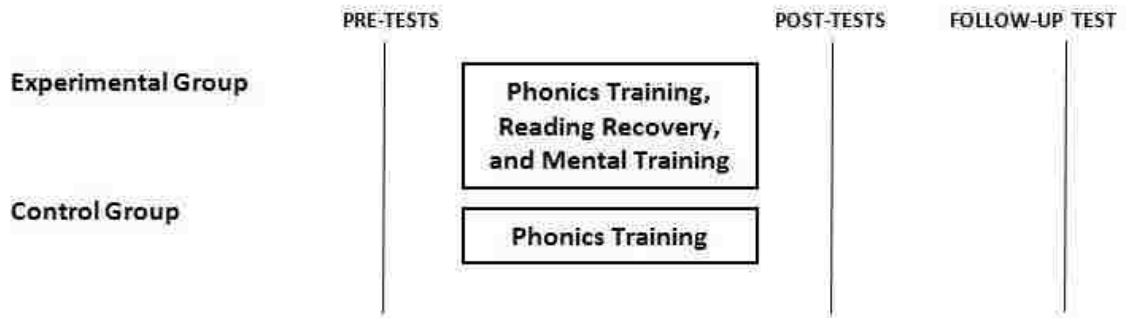 PRE-TESTS POST-TESTS FOLLOW-UP TEST
Experimental Group
Phonics Training,
Reading Recovery,
and Mental Training
Control Group
Phonics Training